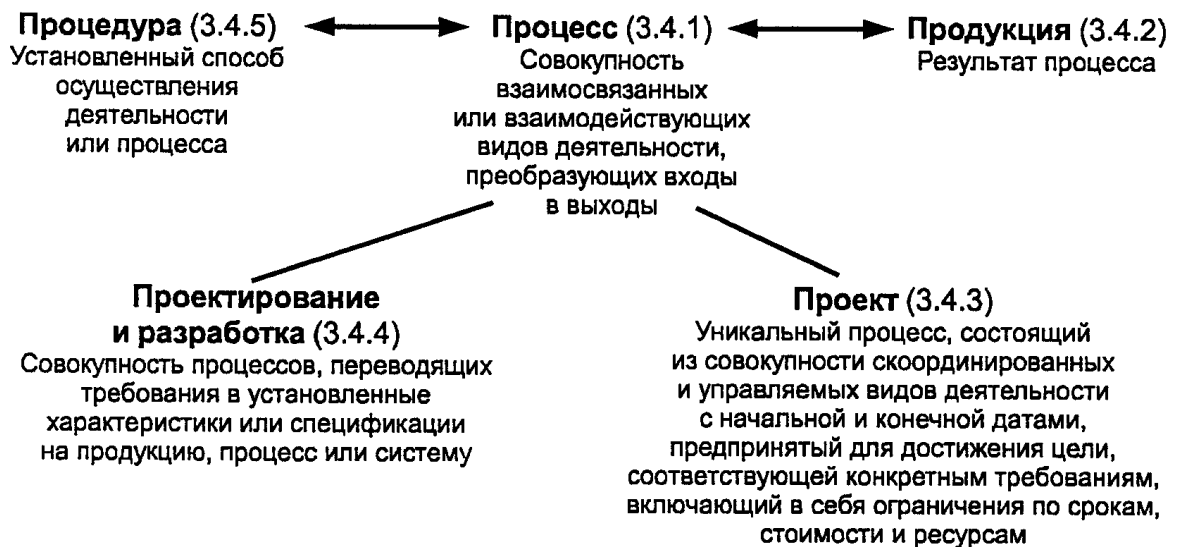 Процедура (3.4.5)
Установленный способ
осуществления
деятельности
или процесса
Процесс (3.4.1)
Совокупность
взаимосвязанных
или взаимодействующих
видов деятельности,
преобразующих входы
в выходы
Продукция (3.4.2)
Результат процесса
Проектирование
и разработка (3.4.4)
Совокупность процессов, переводящих
требования в установленные
характеристики или спецификации
на продукцию, процесс или систему
Проект (3.4.3)
Уникальный процесс, состоящий
из совокупности скоординированных
и управляемых видов деятельности
с начальной и конечной датами,
предпринятый для достижения цели,
соответствующей конкретным требованиям,
включающий в себя ограничения по срокам,
стоимости и ресурсам